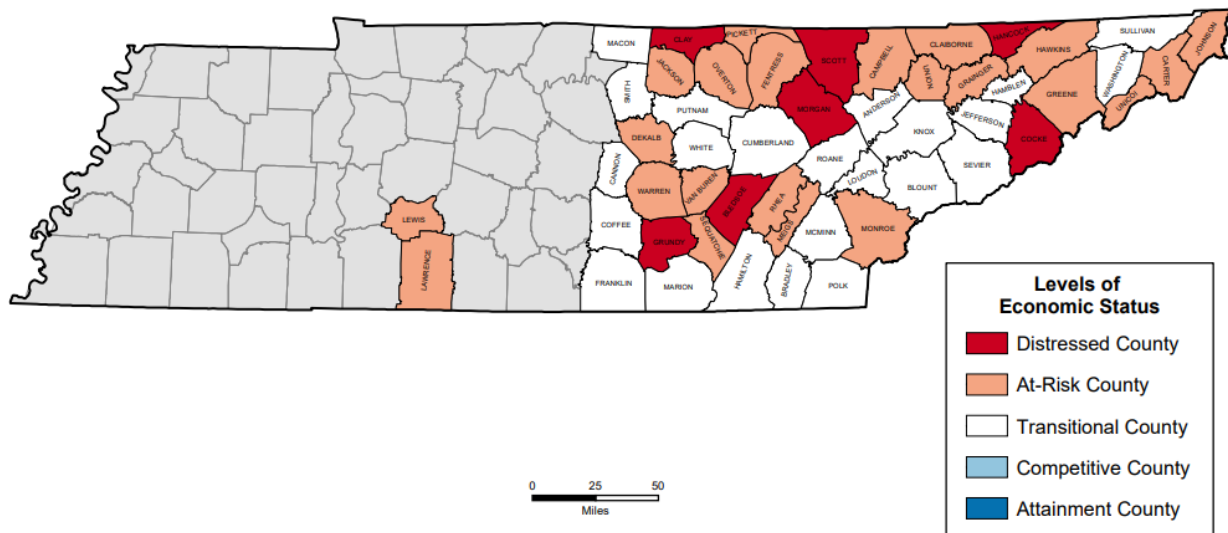 MACON
CLAY
PICKETT
SCOTT
CAMPBELL
CLAIBORNE
HANCOCK
HAWKINS
SULLIVAN
JOHNSON
CARTER
WASHINGTON
UNICOI
GREENE
HAMBLEN
GRAINGER
UNION
JACKSON
OVERTON
FENTRESS
SMITH
PUTNAM
MORGAN
ANDERSON
KNOX
JEFFERSON
COCKE
DEKALB
WHITE
CUMBERLAND
ROANE
LOUDON
BLOUNT
SEVIER
CANNON
WARREN
VAN BUREN
BLEDSOE
RHEA
MEIGS
MCMINN
MONROE
LEWIS
LAWRENCE
COFFEE
GRUNDY
SEQUATCHIE
HAMILTON
BRADLEY
POLK
FRANKLIN
MARION
Levels of
Economic Status
Distressed County
At-Risk County
Transitional County
Competitive County
Attainment County
0 25 50
Miles